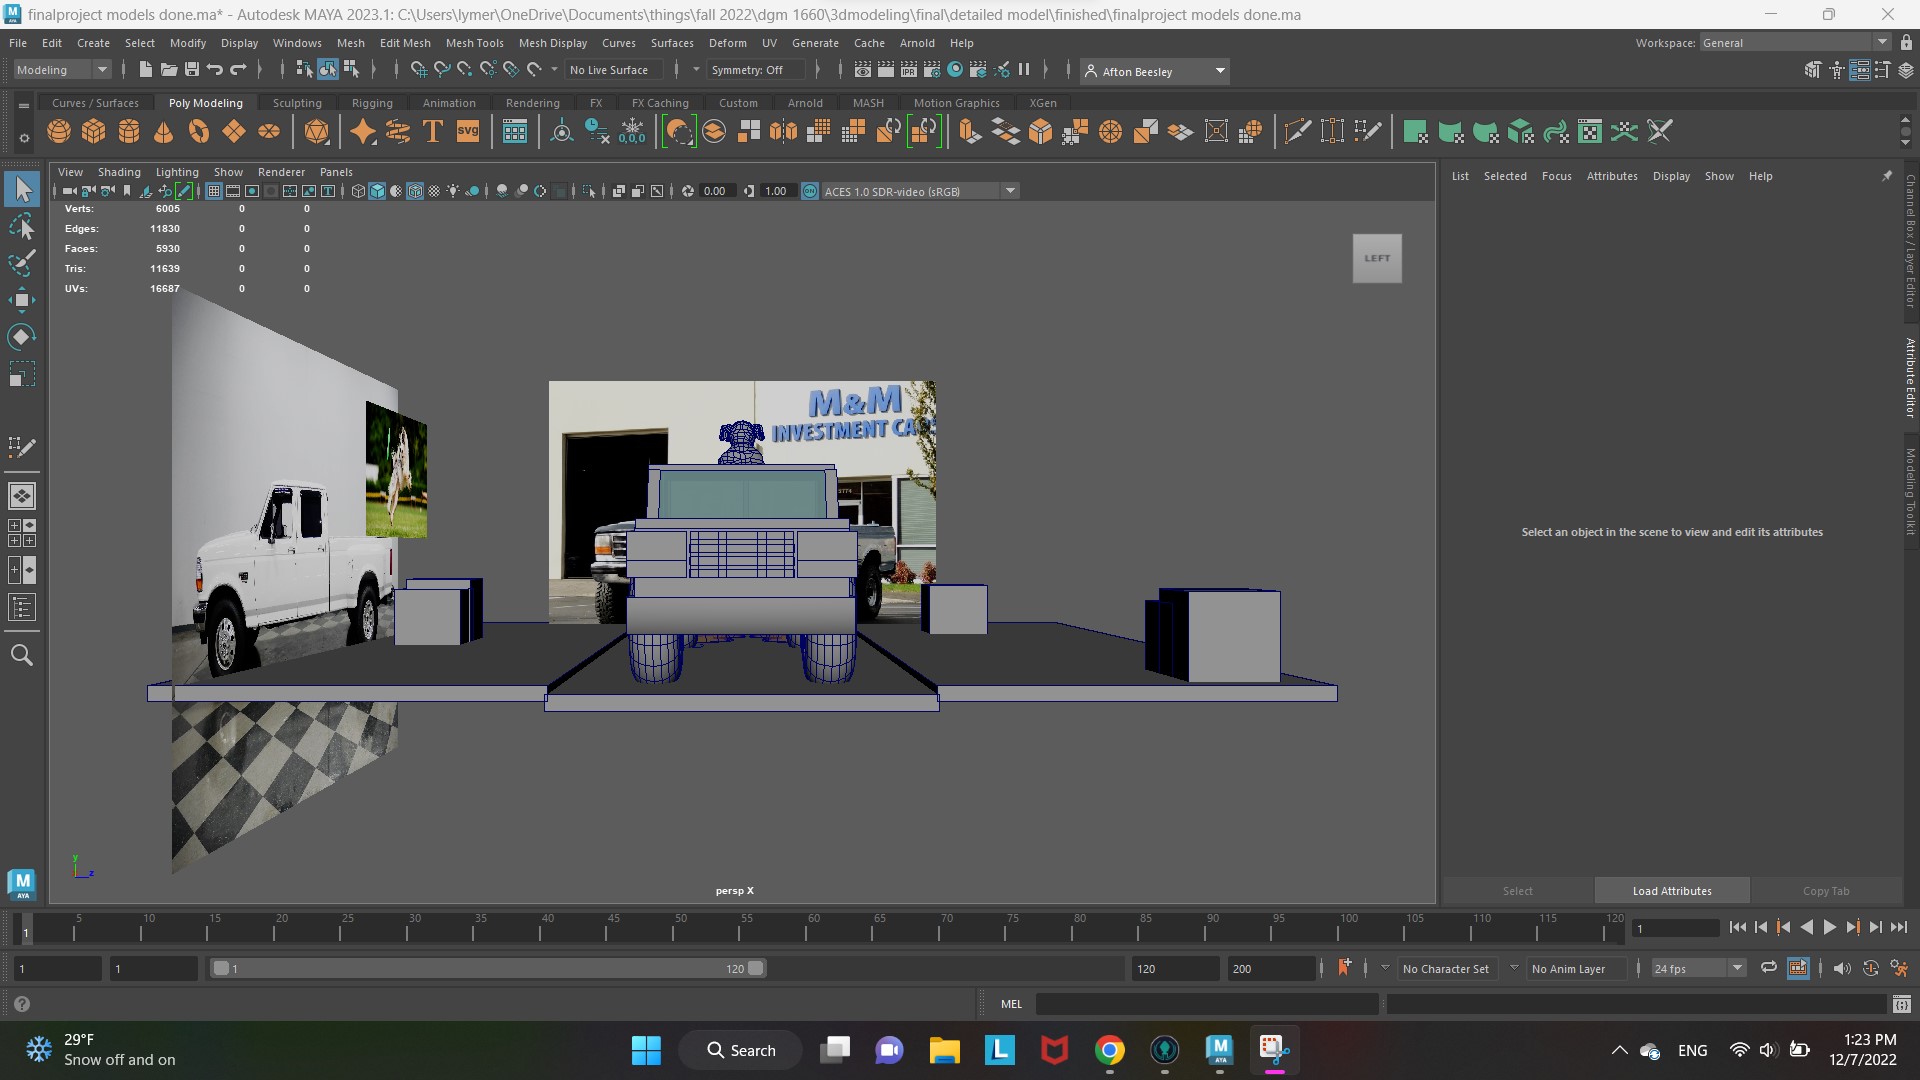 finalproject models done.ma* - Autodesk MAYA 2023.1: C:\Users\lymer\OneDrive\Documents\things\fall 2022\dgm 1660\3dmodeling\final\detailed model\finished\finalproject models done.ma
File Edit Create Select Modify Display Windows Mesh Edit Mesh Mesh Tools Mesh Display Curves Surfaces Deform UV Generate Cache Arnold Help Workspace: General
Modeling No Live Surface Symmetry: Off IPR Afton Beesley
Curves / Surfaces Poly Modeling Sculpting Rigging Animation Rendering FX FX Caching Custom Arnold MASH Motion Graphics XGen
T SVG 0,0,0
View Shading Lighting Show Renderer Panels
0.00 1.00 ON ACES 1.0 SDR-video (sRGB)
List Selected Focus Attributes Display Show Help
Verts: 6005 0 0
Edges: 11830 0 0
Faces: 5930 0 0
Tris: 11639 0 0
UVs: 16687 0 0
LEFT
M&M
INVESTMENT CA
Channel Box / Layer Editor
Attribute Editor
Modeling Toolkit
Select an object in the scene to view and edit its attributes
y
z
persp X
M
AYA
Select Load Attributes Copy Tab
5 10 15 20 25 30 35 40 45 50 55 60 65 70 75 80 85 90 95 100 105 110 115 120
1 1
1 1 1 120 120 200 No Character Set No Anim Layer 24 fps
MEL
29°F
Snow off and on
Search
L
M
AYA
ENG
1:23 PM
12/7/2022